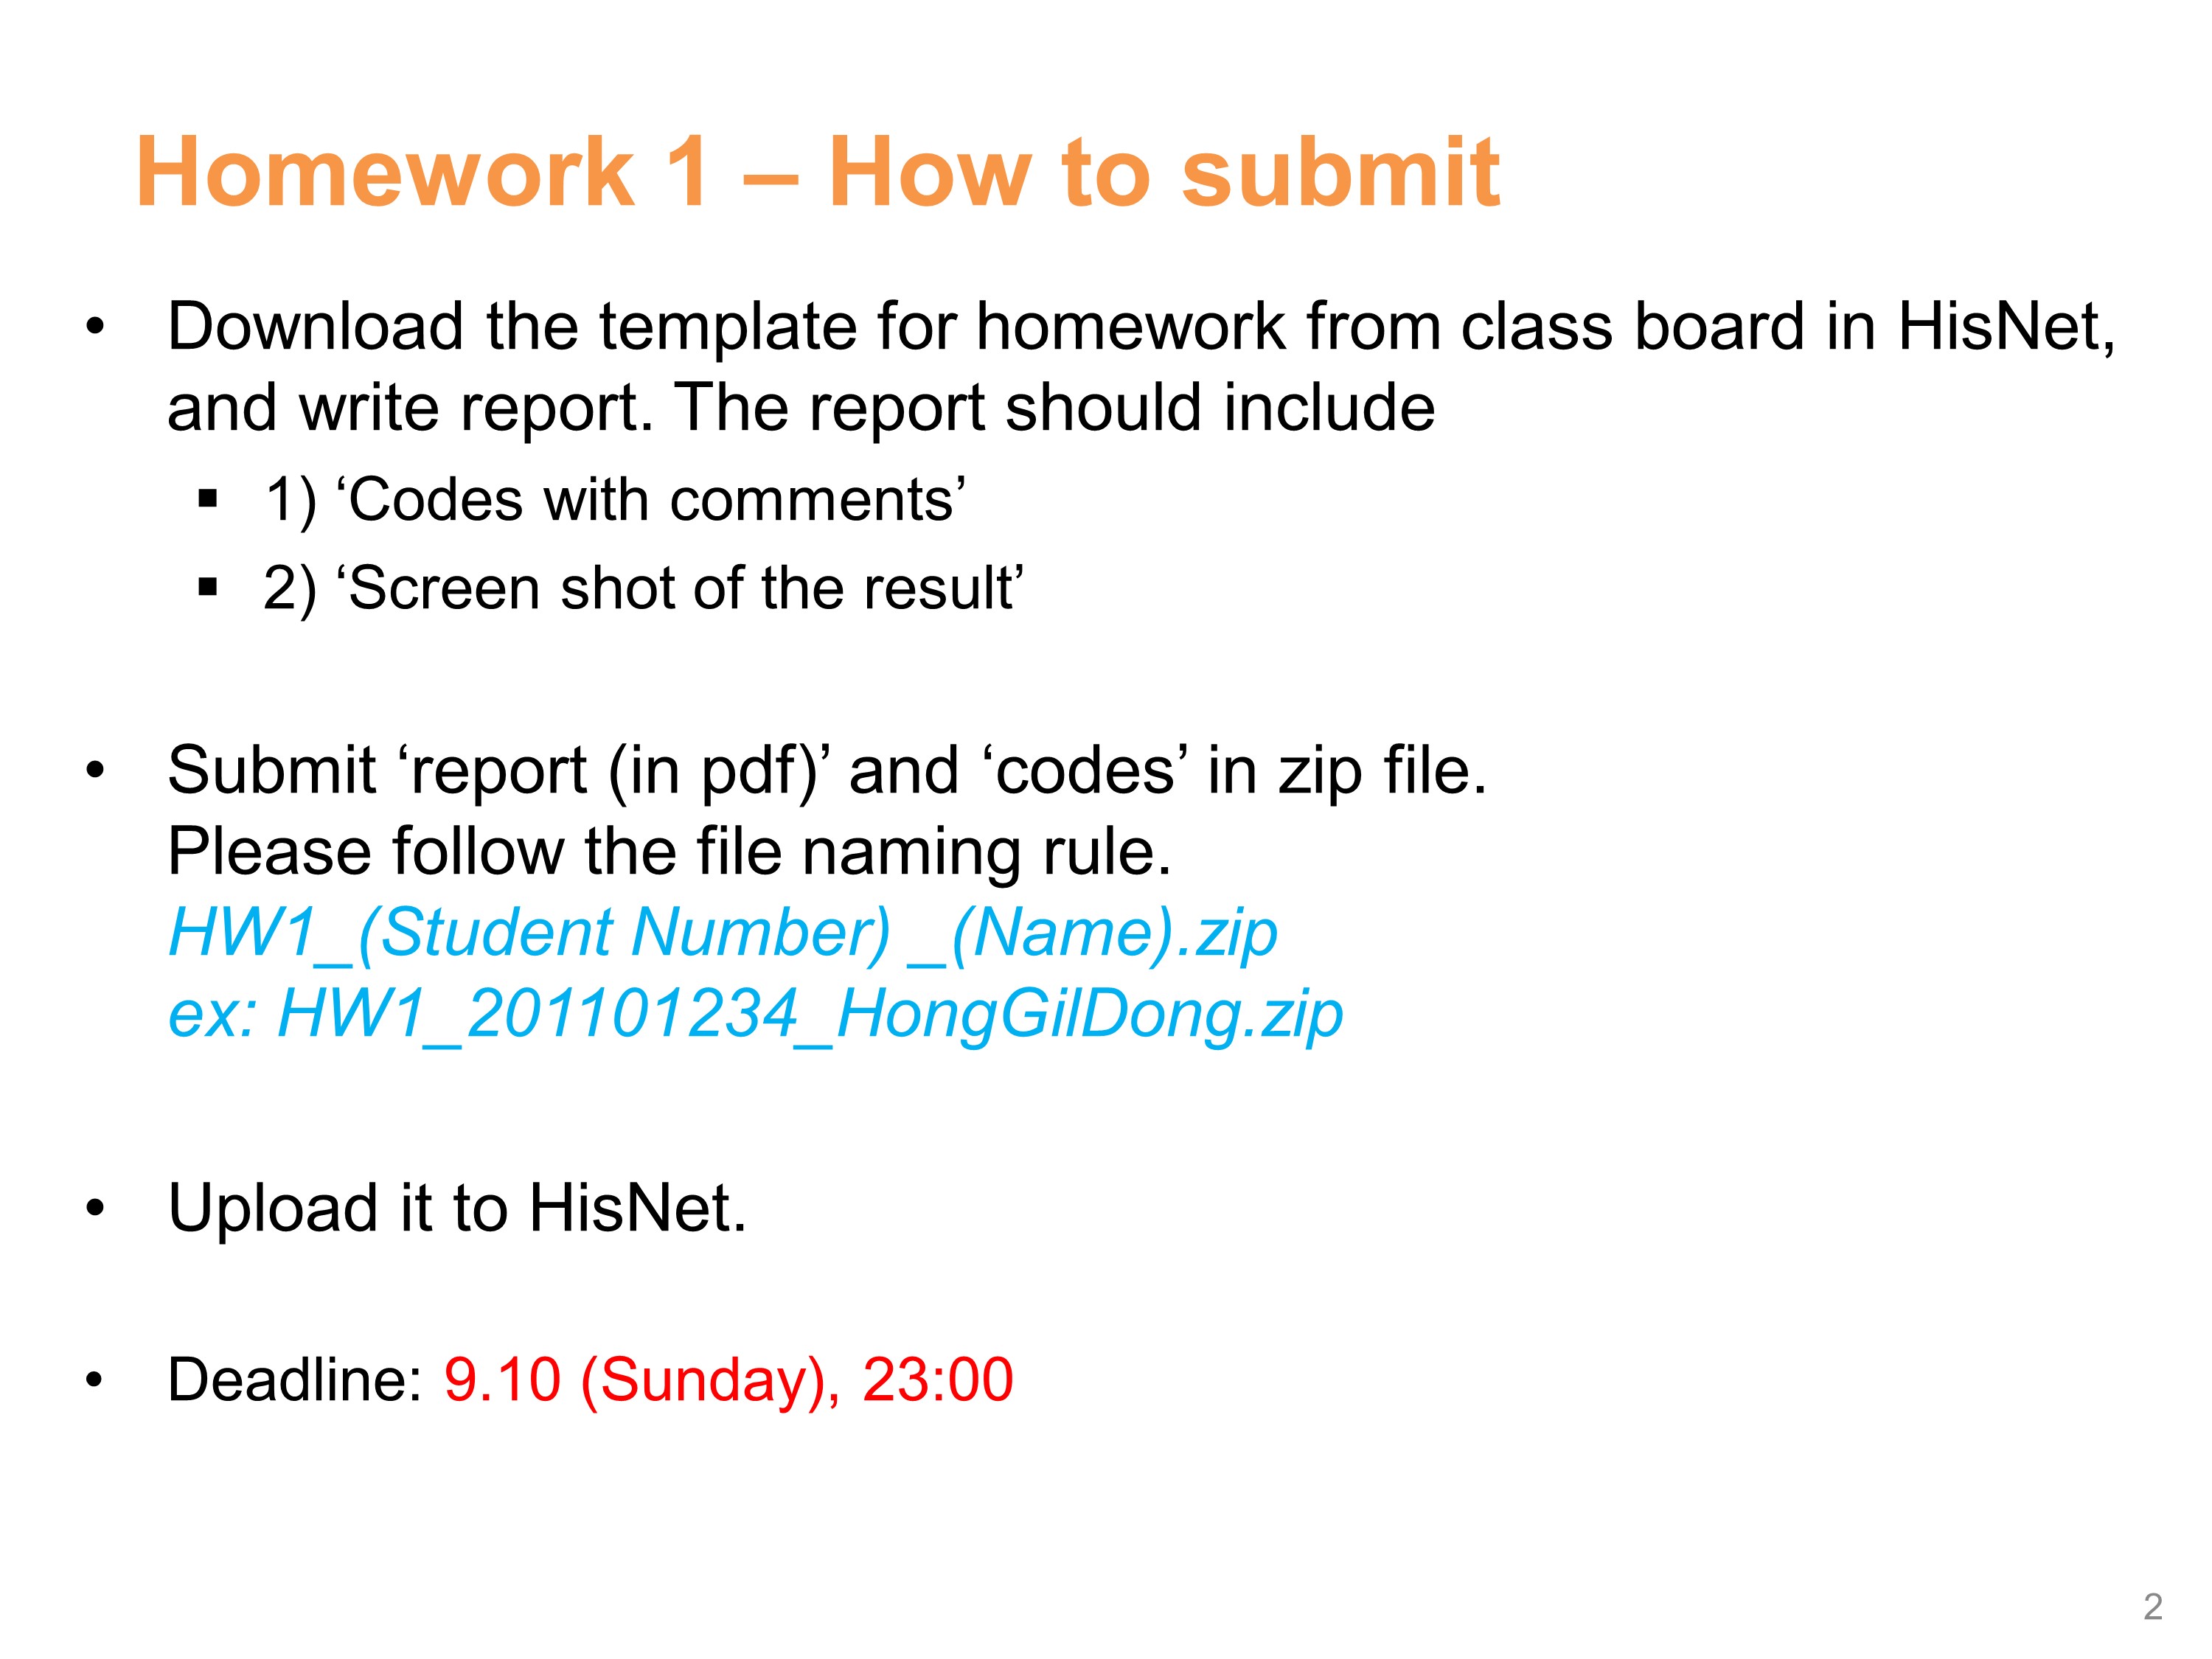 Homework 1 – How to submit
• Download the template for homework from class board in HisNet,
and write report. The report should include
▪ 1) ‘Codes with comments’
▪ 2) ‘Screen shot of the result’
• Submit ‘report (in pdf)’ and ‘codes’ in zip file.
Please follow the file naming rule.
HW1_(Student Number)_(Name).zip
ex: HW1_201101234_HongGilDong.zip
• Upload it to HisNet.
• Deadline: 9.10 (Sunday), 23:00
2